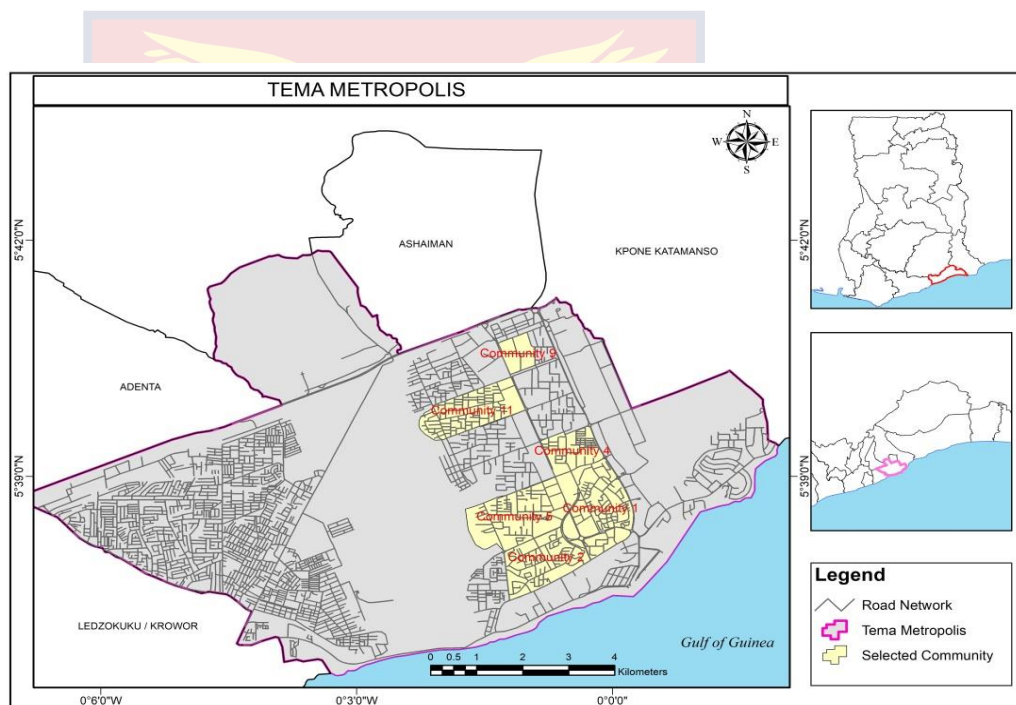 TEMA METROPOLIS
N
W
E
S
5°42'0"N
5°42'0"N
ASHAIMAN
KPONE KATAMANSO
Community 9
ADENTA
Community 11
Community 4
5°39'0"N
5°39'0"N
Community 1
Community 5
Community 2
LEDZOKUKU / KROWOR
Gulf of Guinea
0 0.5 1 2 3 4
Kilometers
0°6'0"W
0°3'0"W
0°0'0"
Legend
Road Network
Tema Metropolis
Selected Community